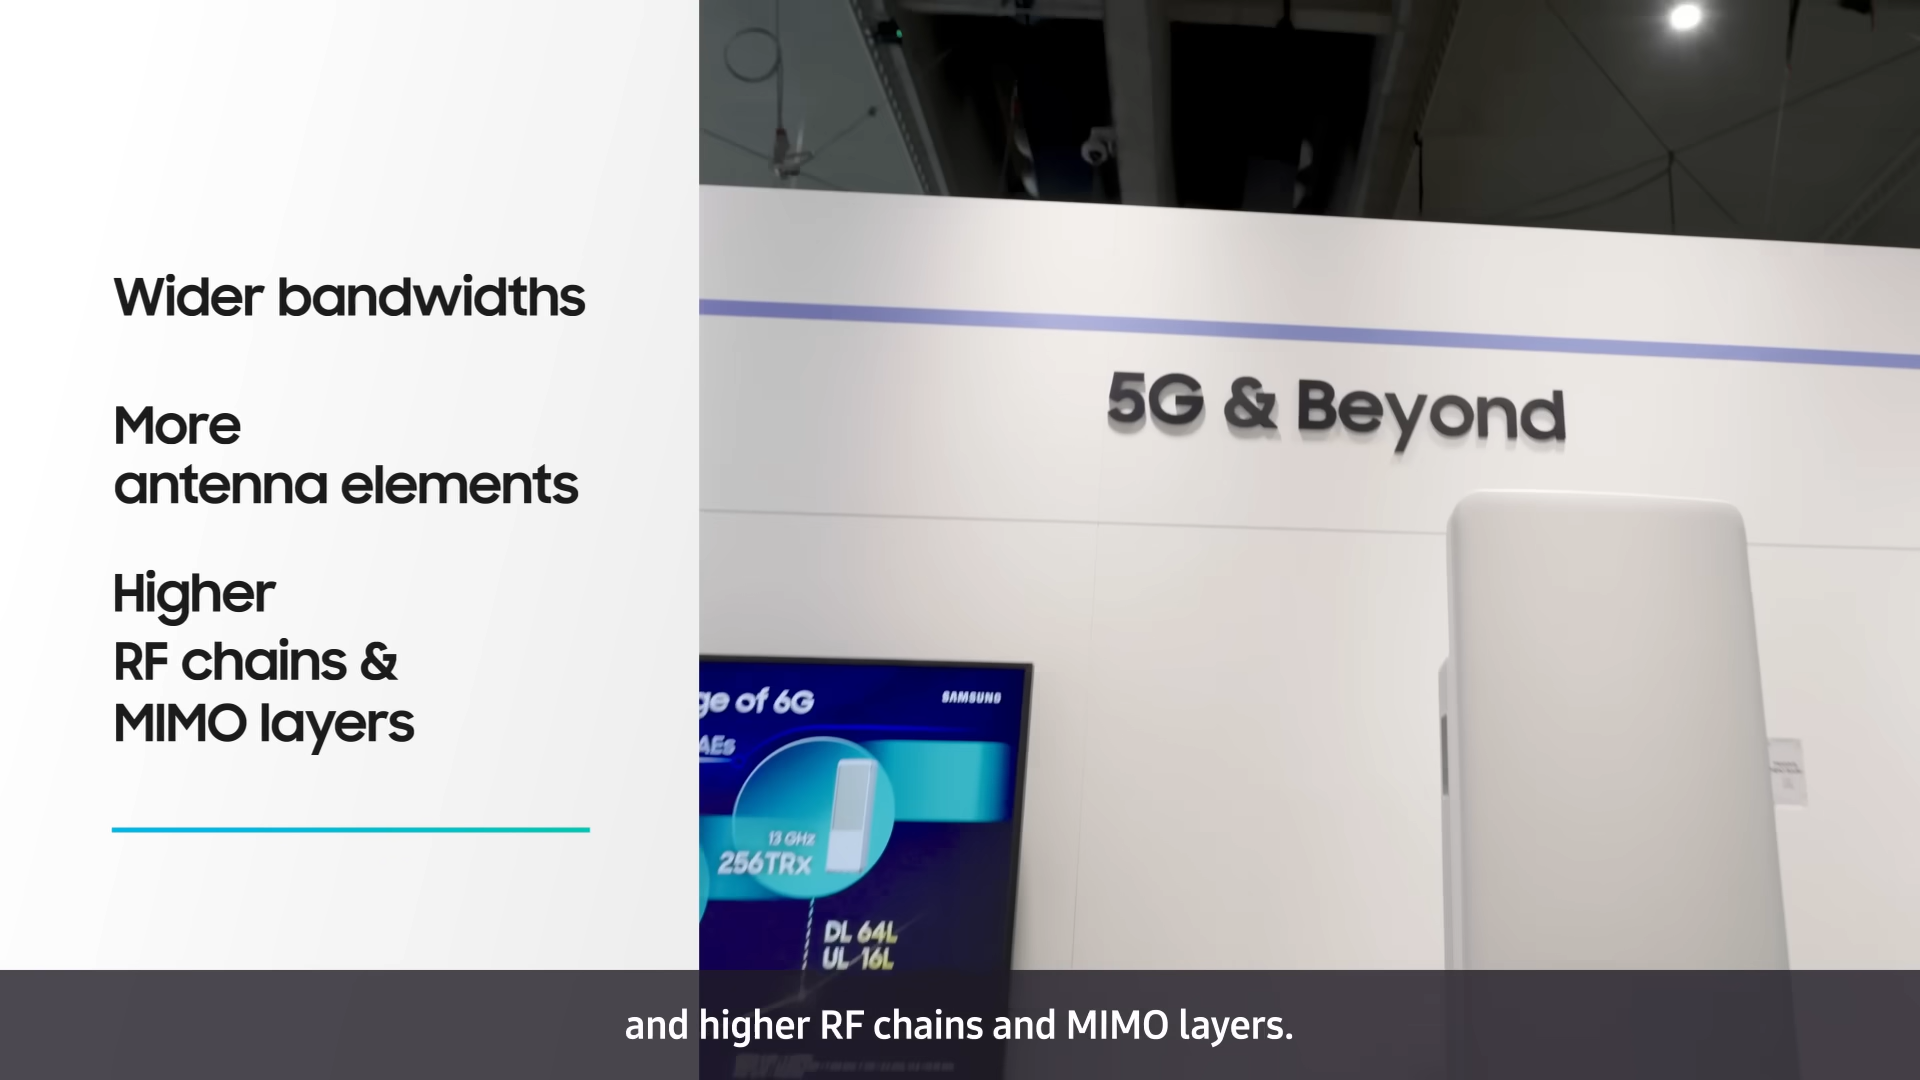 Wider bandwidths
More
antenna elements
Higher
RF chains &
MIMO layers
5G & Beyond
ge of 6G
SAMSUNG
AEs
13 GHz
256TRx
DL 64L
UL 16L
and higher RF chains and MIMO layers.